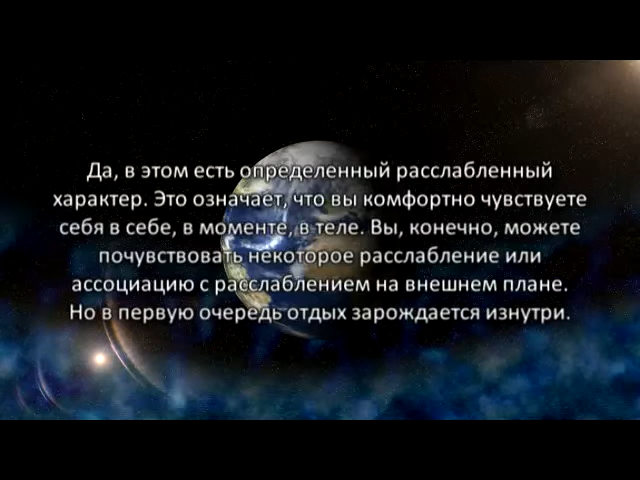 Да, в этом есть определенный расслабленный
характер. Это означает, что вы комфортно чувствуете
себя в себе, в моменте, в теле. Вы, конечно, можете
почувствовать некоторое расслабление или
ассоциацию с расслаблением на внешнем плане.
Но в первую очередь отдых зарождается изнутри.